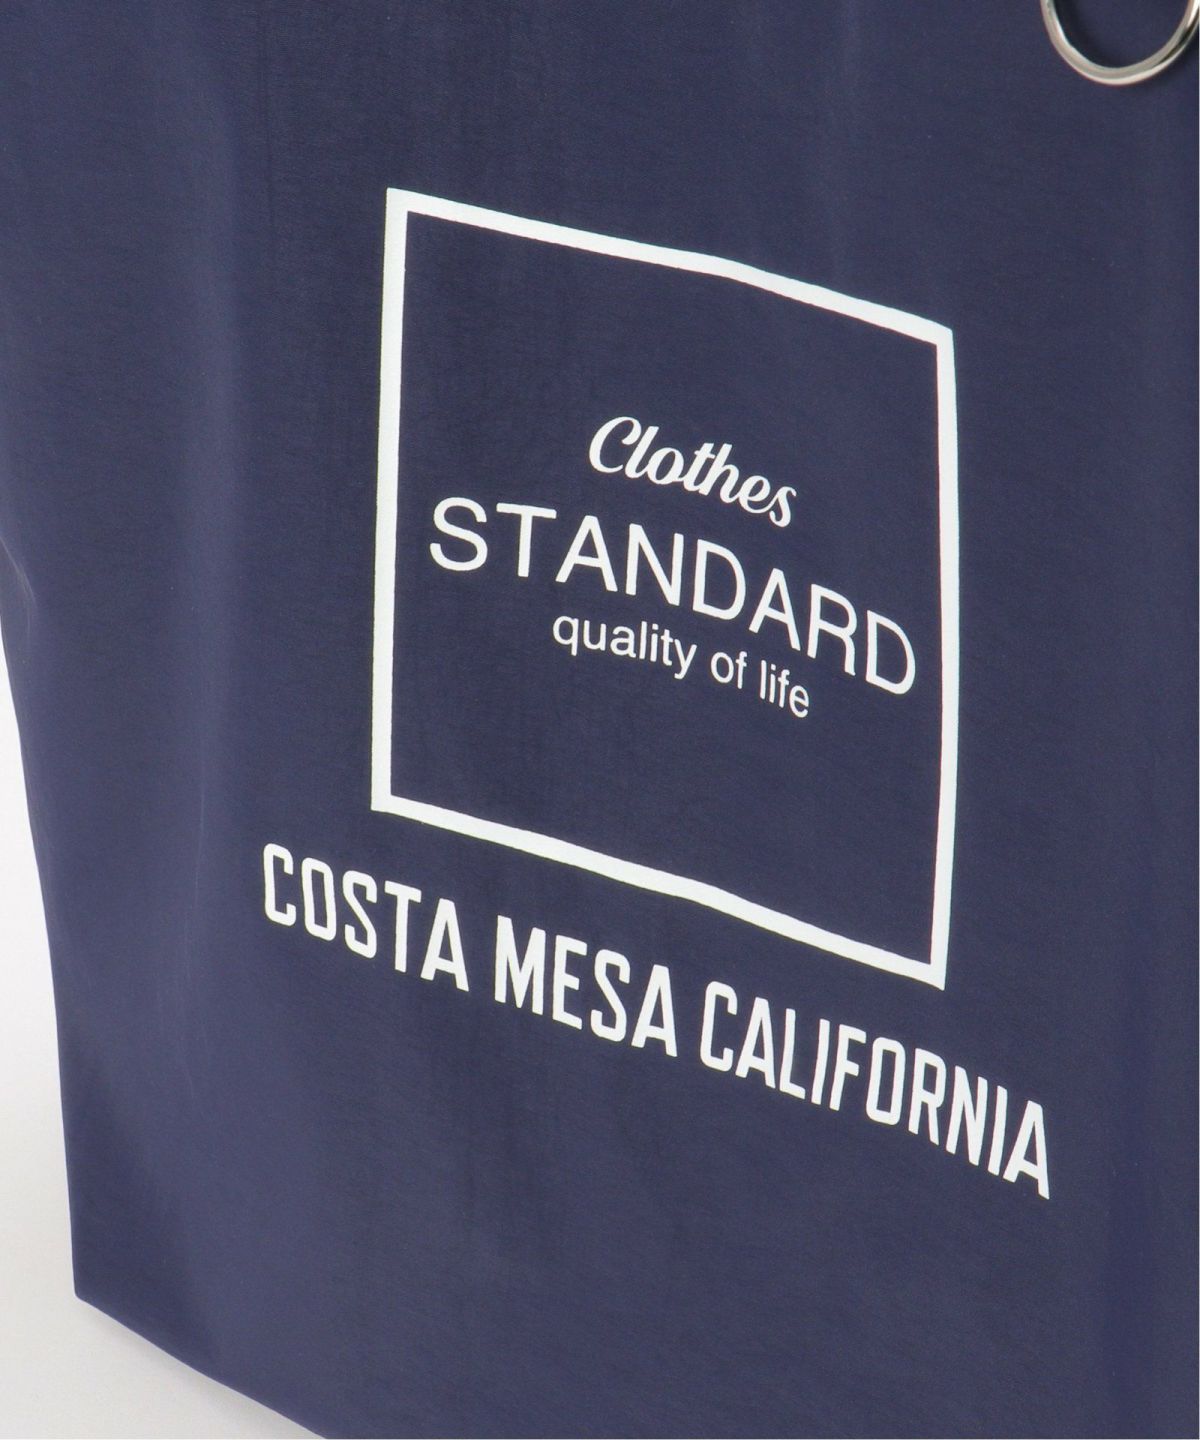 Clothes
STANDARD
quality of life
COSTA MESA CALIFORNIA